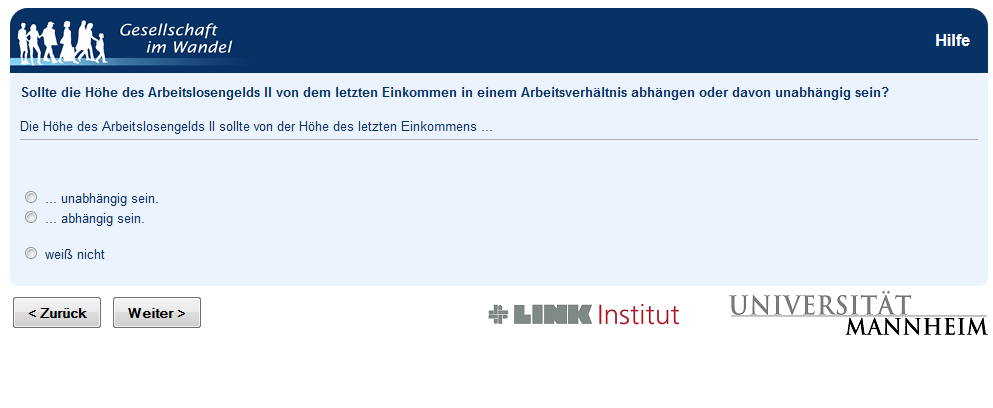 Gesellschaft
im Wandel
Hilfe
Sollte die Höhe des Arbeitslosengelds II von dem letzten Einkommen in einem Arbeitsverhältnis abhängen oder davon unabhängig sein?
Die Höhe des Arbeitslosengelds II sollte von der Höhe des letzten Einkommens ...
... unabhängig sein.
... abhängig sein.
weiß nicht
< Zurück
Weiter >
LINK Institut
UNIVERSITÄT
MANNHEIM